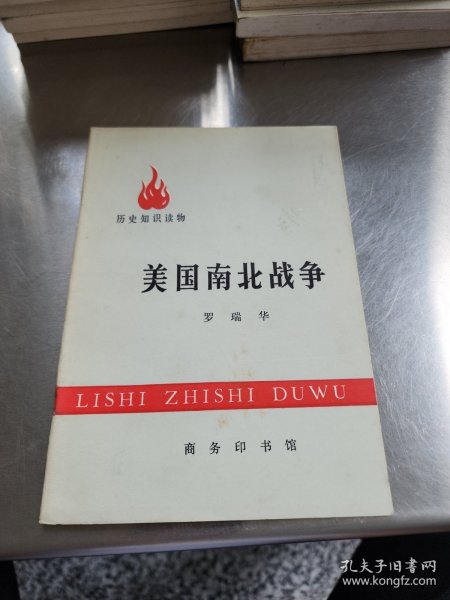 历史知识读物
美国南北战争
罗瑞华
LISHI ZHISHI DUWU
商务印书馆
孔夫子旧书网
www.kongfz.com